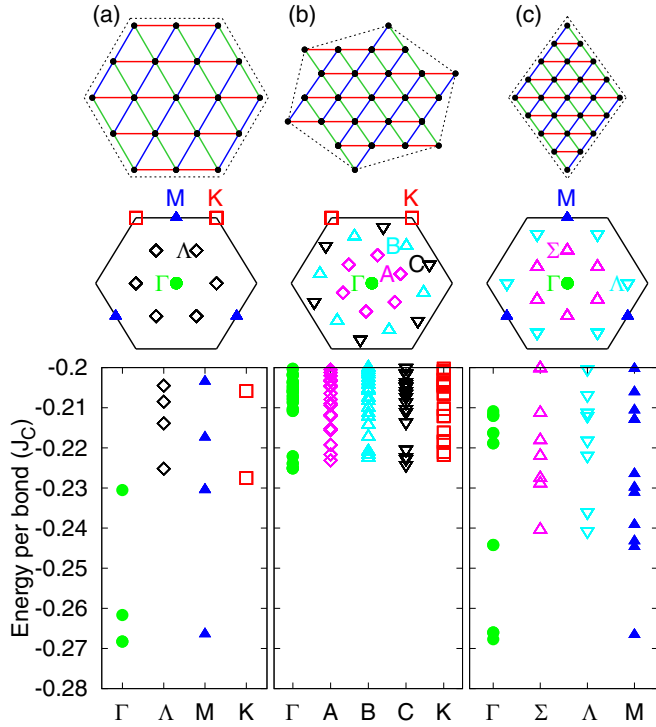 (a) (b) (c)
M K K M
Λ Γ
B C A Γ
Σ Γ Λ
Energy per bond (J_C)
-0.2
-0.21
-0.22
-0.23
-0.24
-0.25
-0.26
-0.27
-0.28
Γ Λ M K Γ A B C K Γ Σ Λ M